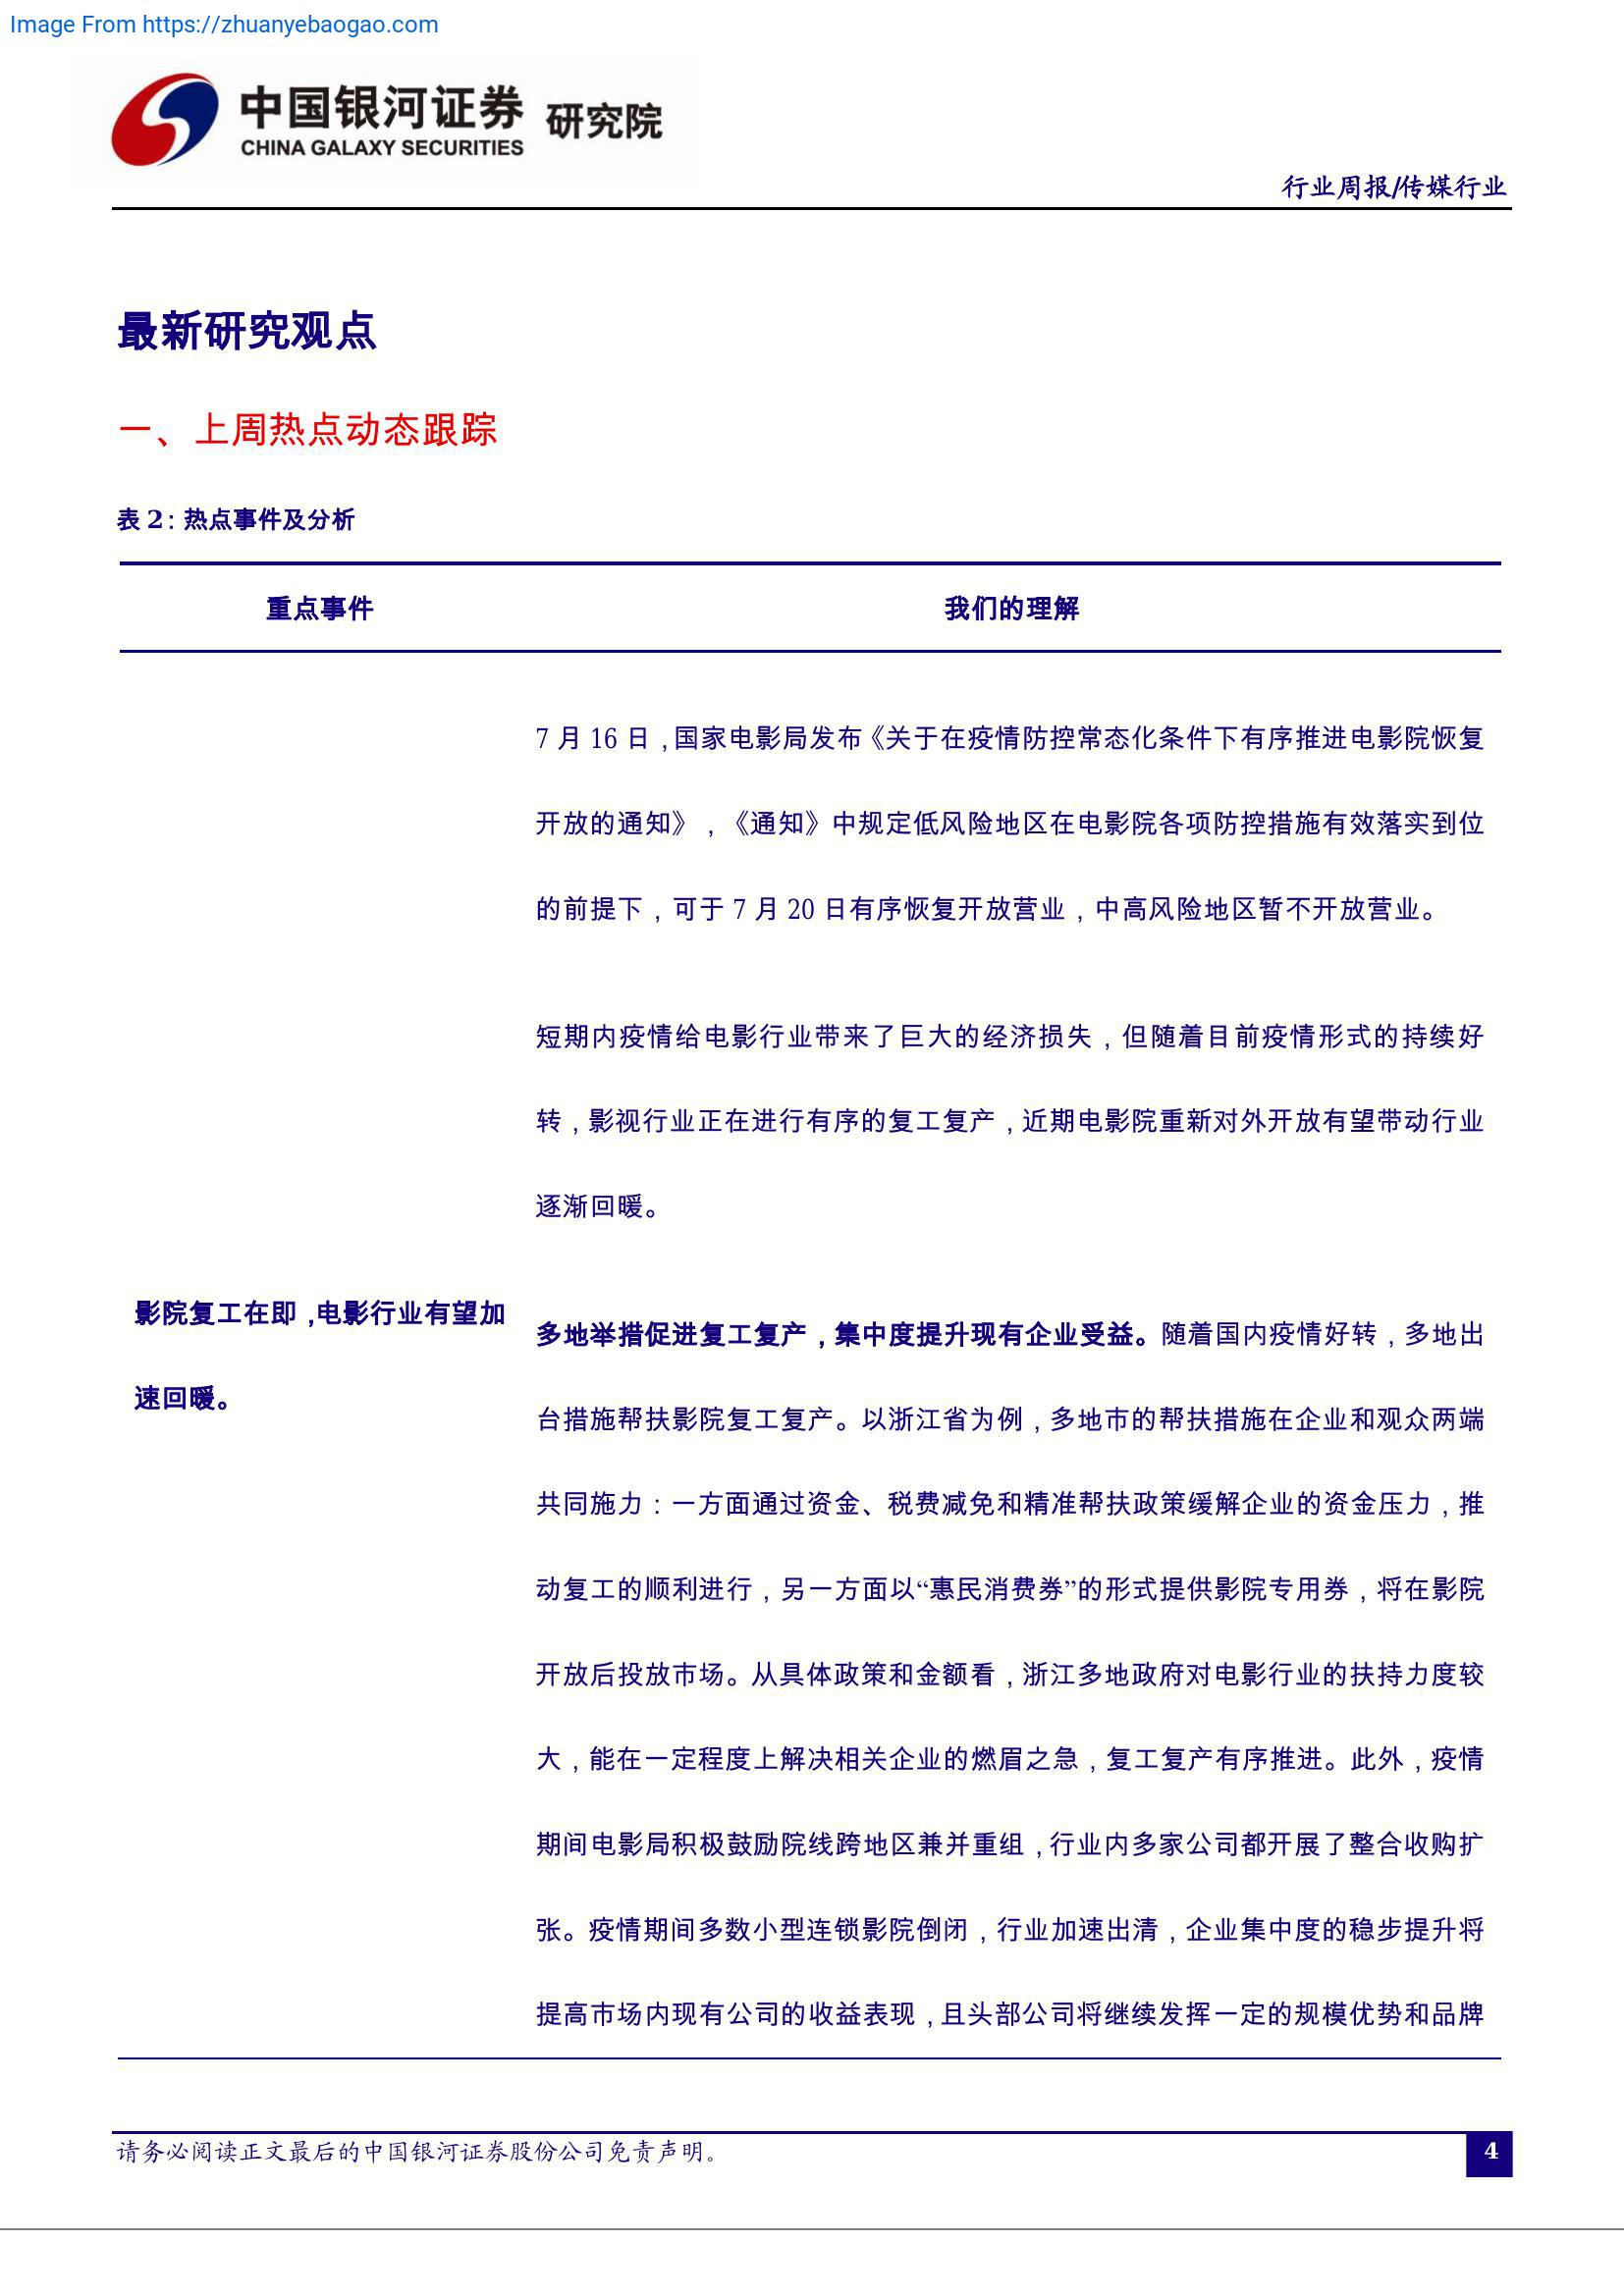 Image From https://zhuanyebaogao.com
中国银河证券 研究院
CHINA GALAXY SECURITIES
行业周报/传媒行业
最新研究观点
一、上周热点动态跟踪
表 2: 热点事件及分析
重点事件 我们的理解
7 月 16 日，国家电影局发布《关于在疫情防控常态化条件下有序推进电影院恢复
开放的通知》，《通知》中规定低风险地区在电影院各项防控措施有效落实到位
的前提下，可于 7 月 20 日有序恢复开放营业，中高风险地区暂不开放营业。
短期内疫情给电影行业带来了巨大的经济损失，但随着目前疫情形式的持续好
转，影视行业正在进行有序的复工复产，近期电影院重新对外开放有望带动行业
逐渐回暖。
影院复工在即，电影行业有望加
速回暖。
多地举措促进复工复产，集中度提升现有企业受益。随着国内疫情好转，多地出
台措施帮扶影院复工复产。以浙江省为例，多地市的帮扶措施在企业和观众两端
共同施力：一方面通过资金、税费减免和精准帮扶政策缓解企业的资金压力，推
动复工的顺利进行，另一方面以“惠民消费券”的形式提供影院专用券，将在影院
开放后投放市场。从具体政策和金额看，浙江多地政府对电影行业的扶持力度较
大，能在一定程度上解决相关企业的燃眉之急，复工复产有序推进。此外，疫情
期间电影局积极鼓励院线跨地区兼并重组，行业内多家公司都开展了整合收购扩
张。疫情期间多数小型连锁影院倒闭，行业加速出清，企业集中度的稳步提升将
提高市场内现有公司的收益表现，且头部公司将继续发挥一定的规模优势和品牌
请务必阅读正文最后的中国银河证券股份公司免责声明。
4